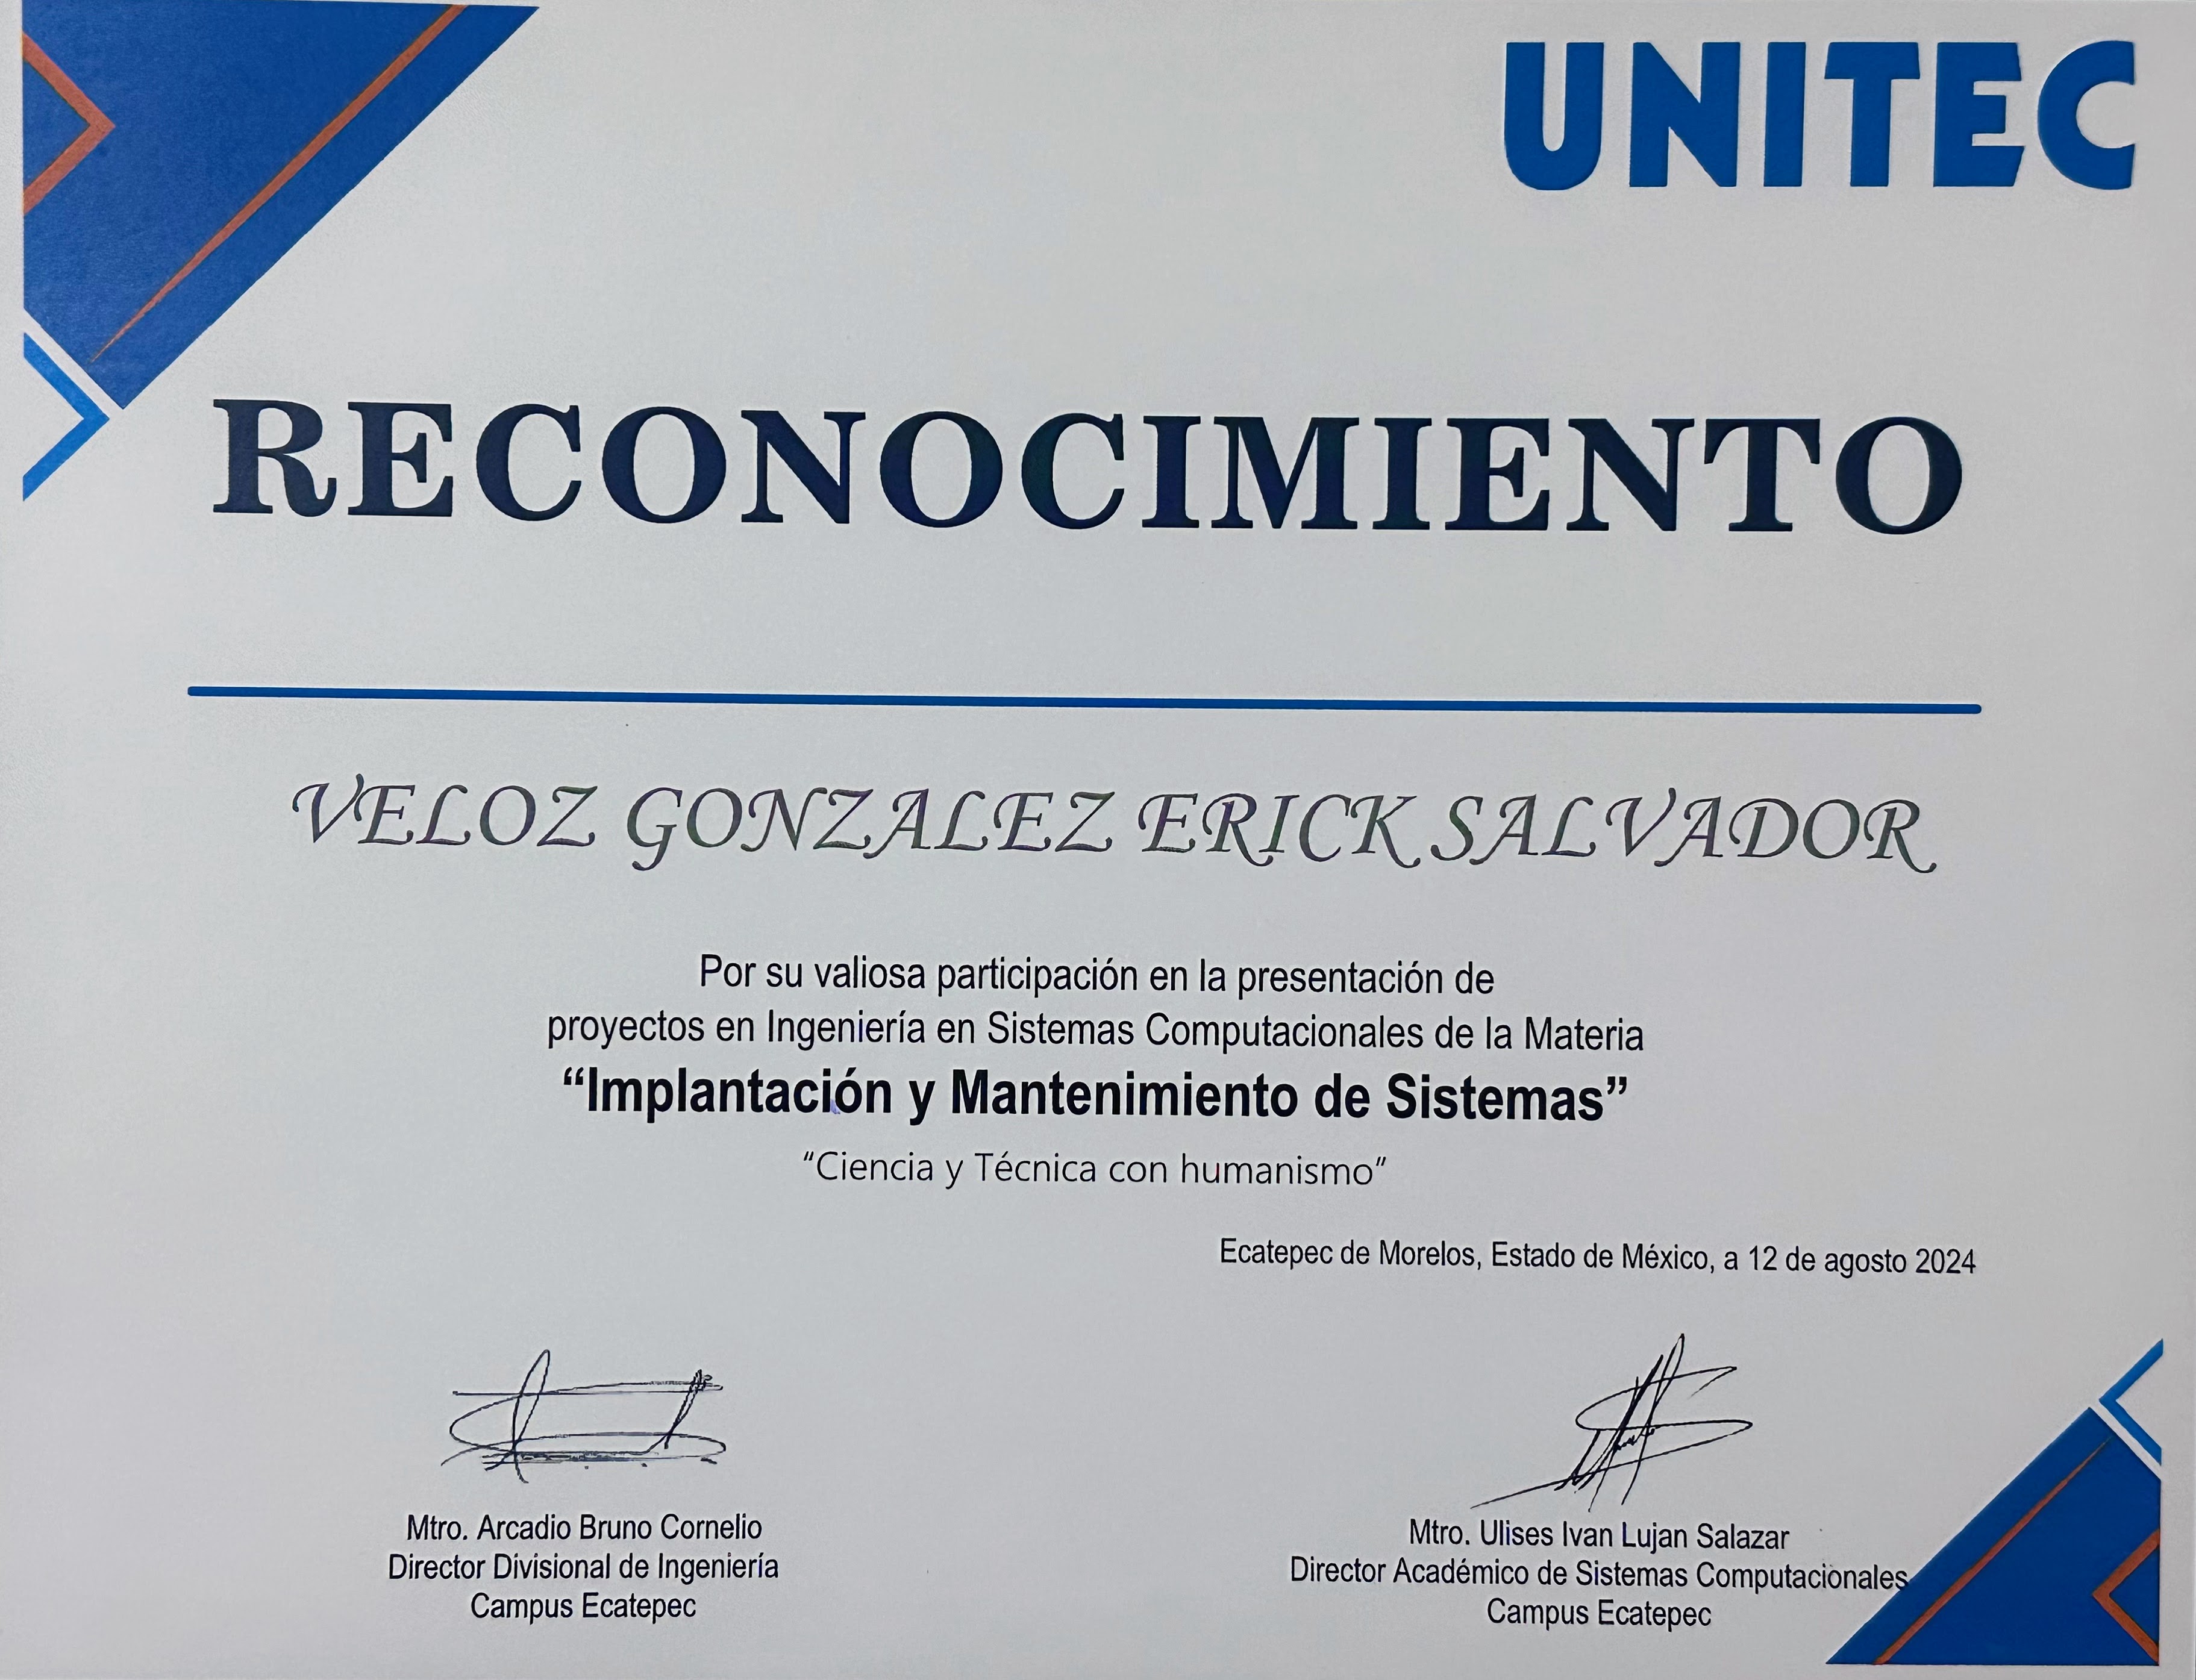 UNITEC
RECONOCIMIENTO
VELOZ GONZALEZ ERICK SALVADOR
Por su valiosa participación en la presentación de
proyectos en Ingeniería en Sistemas Computacionales de la Materia
“Implantación y Mantenimiento de Sistemas”
“Ciencia y Técnica con humanismo”
Ecatepec de Morelos, Estado de México, a 12 de agosto 2024
Mtro. Arcadio Bruno Cornelio
Director Divisional de Ingeniería
Campus Ecatepec
Mtro. Ulises Ivan Lujan Salazar
Director Académico de Sistemas Computacionales
Campus Ecatepec